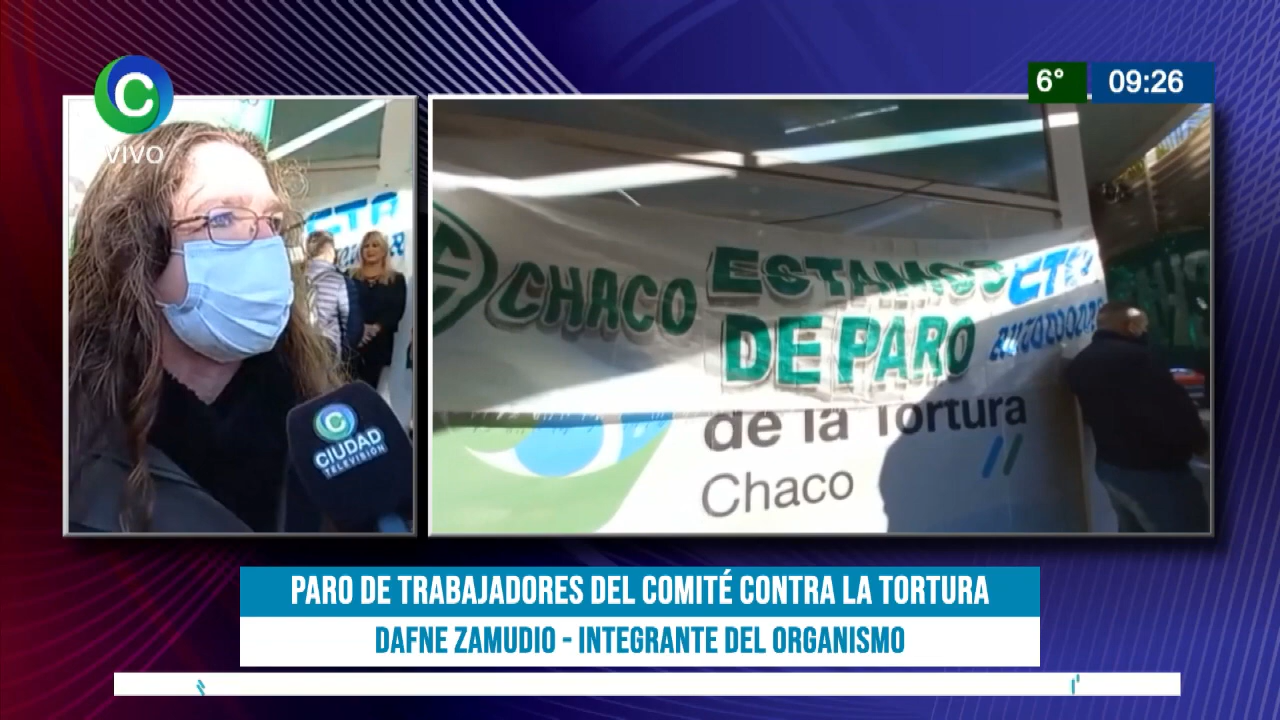 C
VIVO
6°
09:26
CTA
CHACO
ESTAMOS
DE PARO
CTA
de la Tortura
Chaco
C
CIUDAD
TELEVISIÓN
PARO DE TRABAJADORES DEL COMITÉ CONTRA LA TORTURA
DAFNE ZAMUDIO - INTEGRANTE DEL ORGANISMO